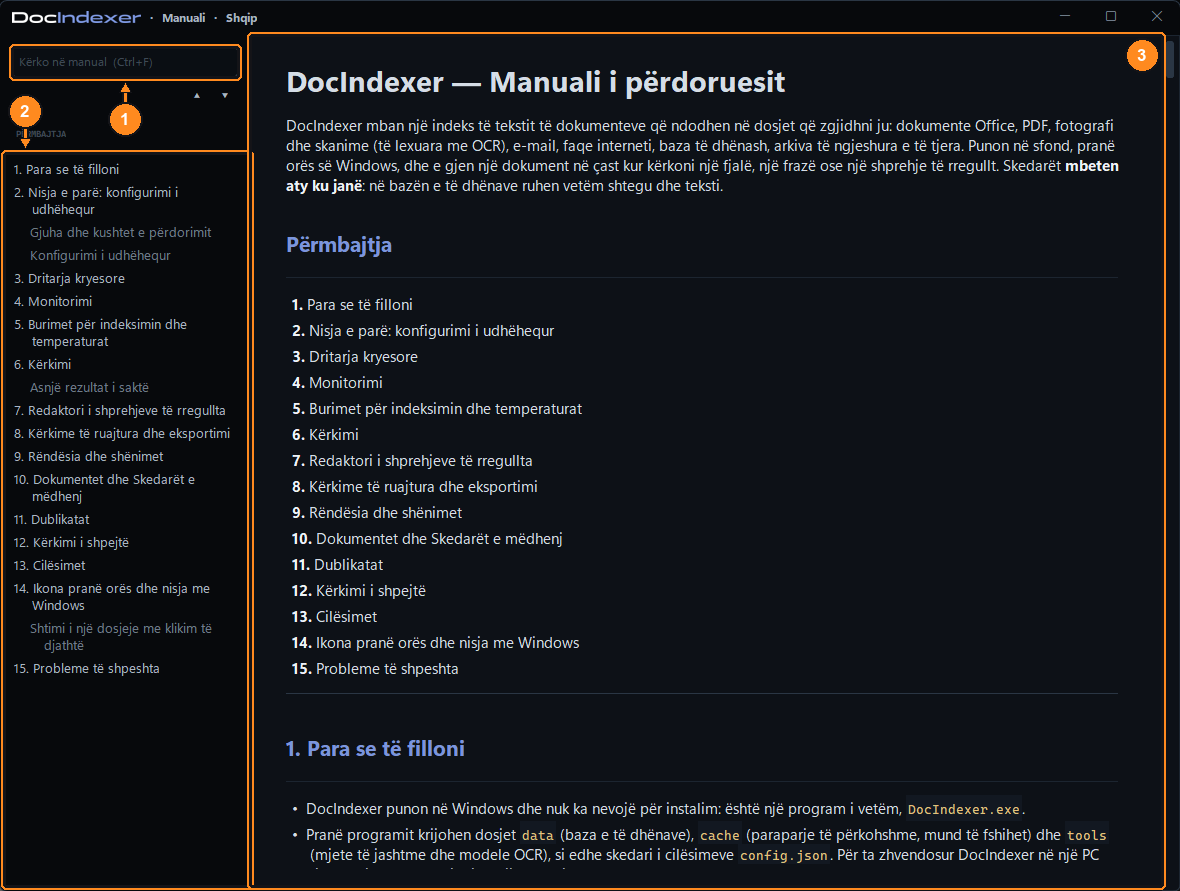 DocIndexer · Manuali · Shqip
Kërko në manual (Ctrl+F)
1
2
3
1. Para se të filloni
2. Nisja e parë: konfigurimi i
udhëhequr
Gjuha dhe kushtet e përdorimit
Konfigurimi i udhëhequr
3. Dritarja kryesore
4. Monitorimi
5. Burimet për indeksimin dhe
temperaturat
6. Kërkimi
Asnjë rezultat i saktë
7. Redaktori i shprehjeve të rregullta
8. Kërkime të ruajtura dhe eksportimi
9. Rëndësia dhe shënimet
10. Dokumentet dhe Skedarët e
mëdhenj
11. Dublikatat
12. Kërkimi i shpejtë
13. Cilësimet
14. Ikona pranë orës dhe nisja me
Windows
Shtimi i një dosjeje me klikim të
djathtë
15. Probleme të shpeshta
DocIndexer — Manuali i përdoruesit
DocIndexer mban një indeks të tekstit të dokumenteve që ndodhen në dosjet që zgjidhni ju: dokumente Office, PDF, fotografi
dhe skanime (të lexuara me OCR), e-mail, faqe interneti, baza të dhënash, arkiva të ngjeshura e të tjera. Punon në sfond, pranë
orës së Windows, dhe e gjen një dokument në çast kur kërkoni një fjalë, një frazë ose një shprehje të rregullt. Skedarët mbeten
aty ku janë: në bazën e të dhënave ruhen vetëm shtegu dhe teksti.
Përmbajtja
1. Para se të filloni
2. Nisja e parë: konfigurimi i udhëhequr
3. Dritarja kryesore
4. Monitorimi
5. Burimet për indeksimin dhe temperaturat
6. Kërkimi
7. Redaktori i shprehjeve të rregullta
8. Kërkime të ruajtura dhe eksportimi
9. Rëndësia dhe shënimet
10. Dokumentet dhe Skedarët e mëdhenj
11. Dublikatat
12. Kërkimi i shpejtë
13. Cilësimet
14. Ikona pranë orës dhe nisja me Windows
15. Probleme të shpeshta
1. Para se të filloni
• DocIndexer punon në Windows dhe nuk ka nevojë për instalim: është një program i vetëm, DocIndexer.exe.
• Pranë programit krijohen dosjet data (baza e të dhënave), cache (paraparje të përkohshme, mund të fshihet) dhe tools
(mjete të jashtme dhe modele OCR), si edhe skedari i cilësimeve config.json. Për ta zhvendosur DocIndexer në një PC